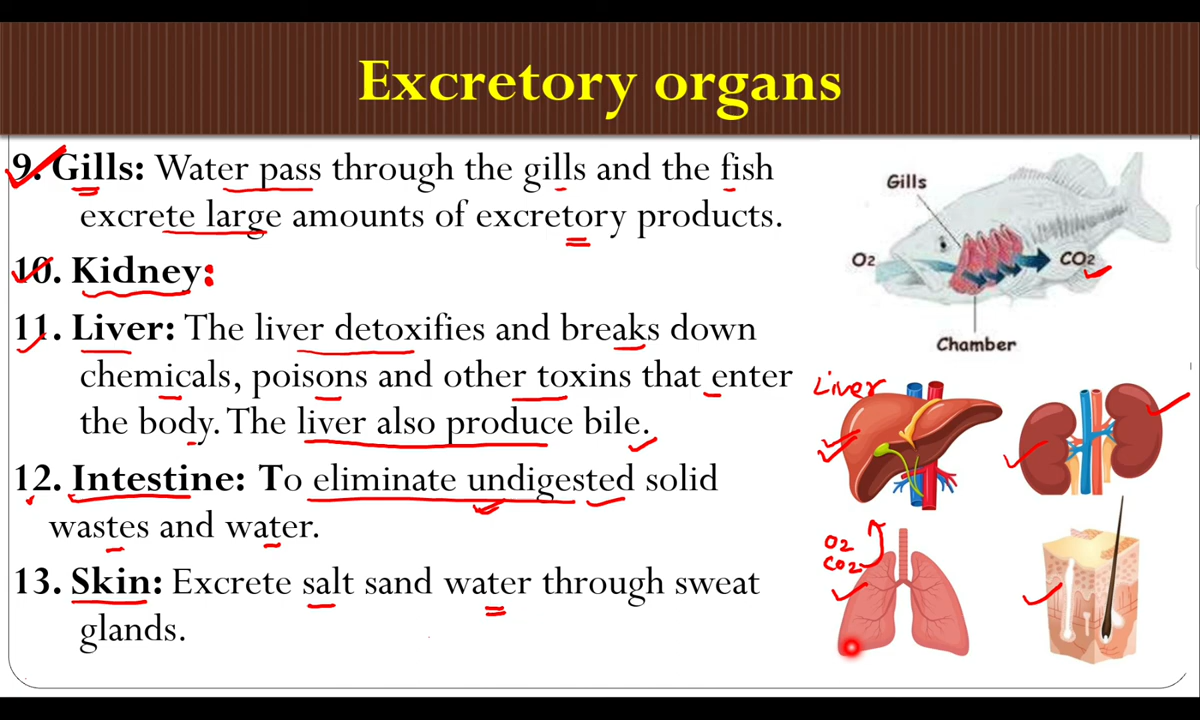 Excretory organs
9. Gills: Water pass through the gills and the fish
excrete large amounts of excretory products.
10. Kidney:
11. Liver: The liver detoxifies and breaks down
chemicals, poisons and other toxins that enter
the body. The liver also produce bile.
12. Intestine: To eliminate undigested solid
wastes and water.
13. Skin: Excrete salt sand water through sweat
glands.
Gills
O2
CO2
Chamber
Liver
O2
CO2